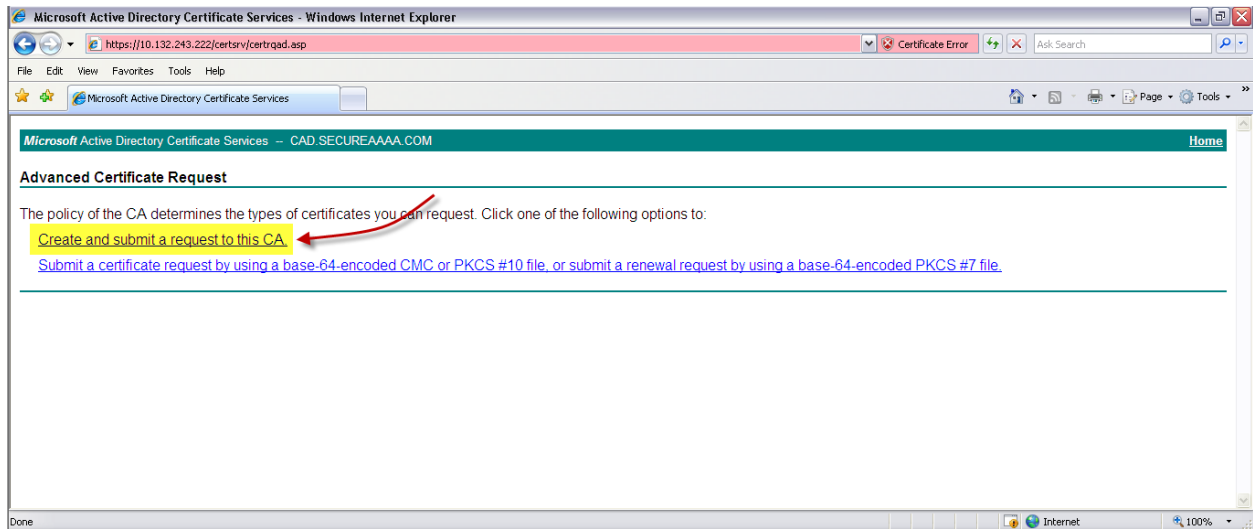 Microsoft Active Directory Certificate Services - Windows Internet Explorer
https://10.132.243.222/certsrv/certrqad.asp
Certificate Error
Ask Search
File Edit View Favorites Tools Help
Microsoft Active Directory Certificate Services
Page
Tools
Microsoft Active Directory Certificate Services -- CAD.SECUREAAAA.COM
Home
Advanced Certificate Request
The policy of the CA determines the types of certificates you can request. Click one of the following options to:
Create and submit a request to this CA.
Submit a certificate request by using a base-64-encoded CMC or PKCS #10 file, or submit a renewal request by using a base-64-encoded PKCS #7 file.
Done
Internet
100%